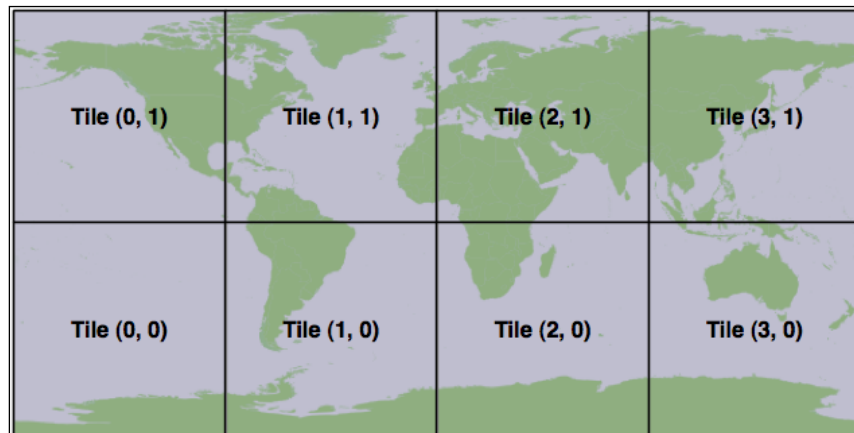 Tile (0, 1) Tile (1, 1) Tile (2, 1) Tile (3, 1)
Tile (0, 0) Tile (1, 0) Tile (2, 0) Tile (3, 0)